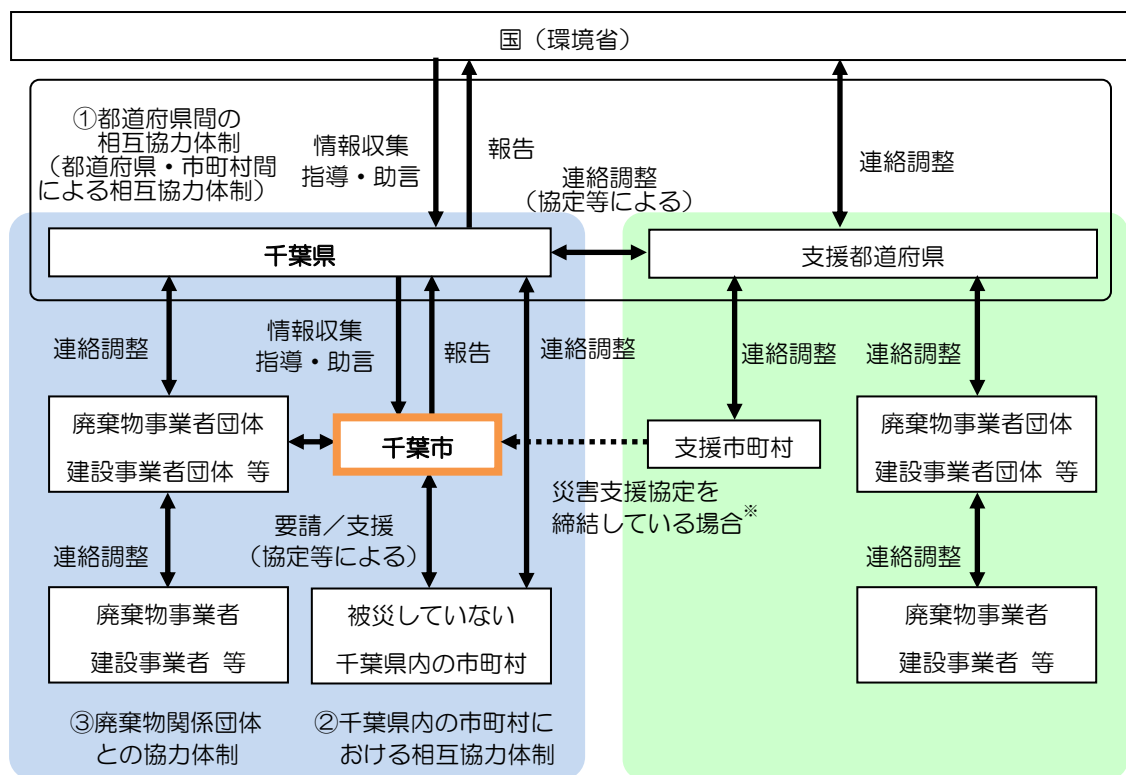 国（環境省）
①都道府県間の
相互協力体制
（都道府県・市町村間
による相互協力体制）
情報収集
指導・助言
報告
連絡調整
（協定等による）
連絡調整
千葉県
支援都道府県
連絡調整
情報収集
指導・助言
報告
連絡調整
連絡調整
連絡調整
廃棄物事業者団体
建設事業者団体 等
千葉市
支援市町村
廃棄物事業者団体
建設事業者団体 等
災害支援協定を
締結している場合※
要請／支援
（協定等による）
連絡調整
連絡調整
廃棄物事業者
建設事業者 等
被災していない
千葉県内の市町村
廃棄物事業者
建設事業者 等
③廃棄物関係団体
との協力体制
②千葉県内の市町村に
おける相互協力体制